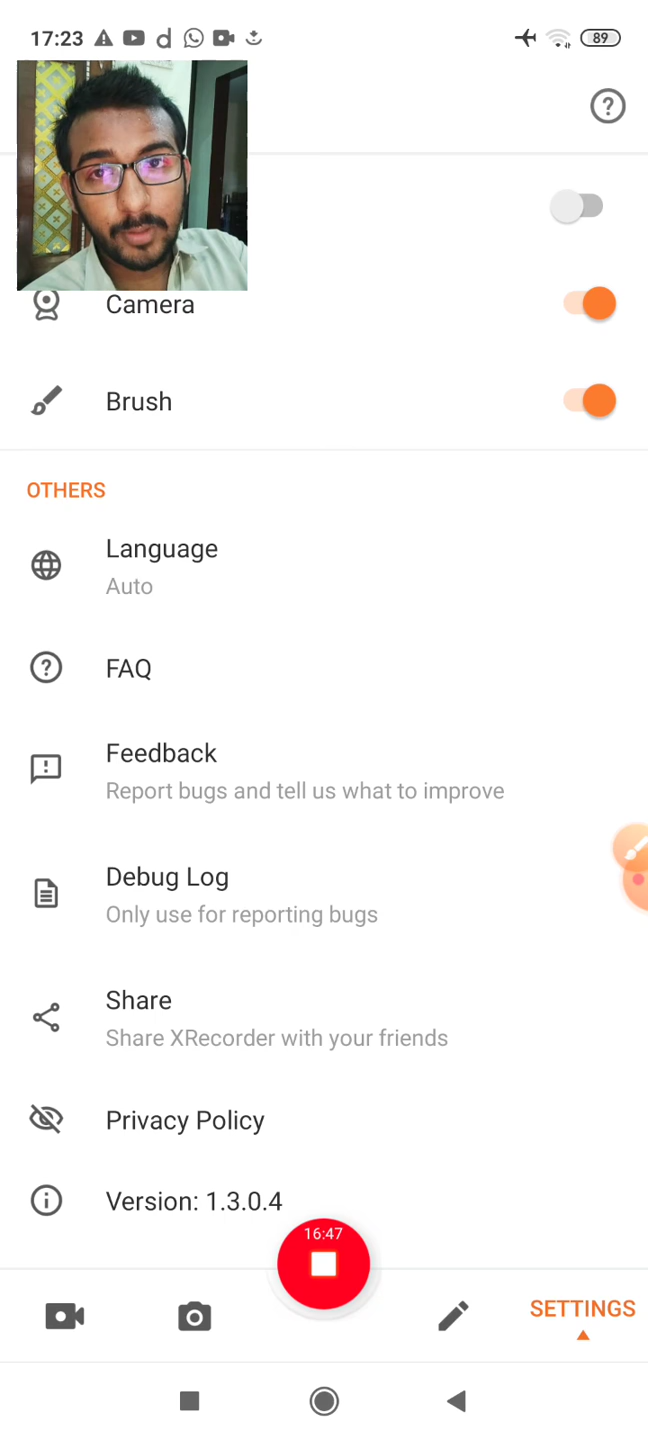 17:23
89
Camera
Brush
OTHERS
Language
Auto
FAQ
Feedback
Report bugs and tell us what to improve
Debug Log
Only use for reporting bugs
Share
Share XRecorder with your friends
Privacy Policy
Version: 1.3.0.4
16:47
SETTINGS